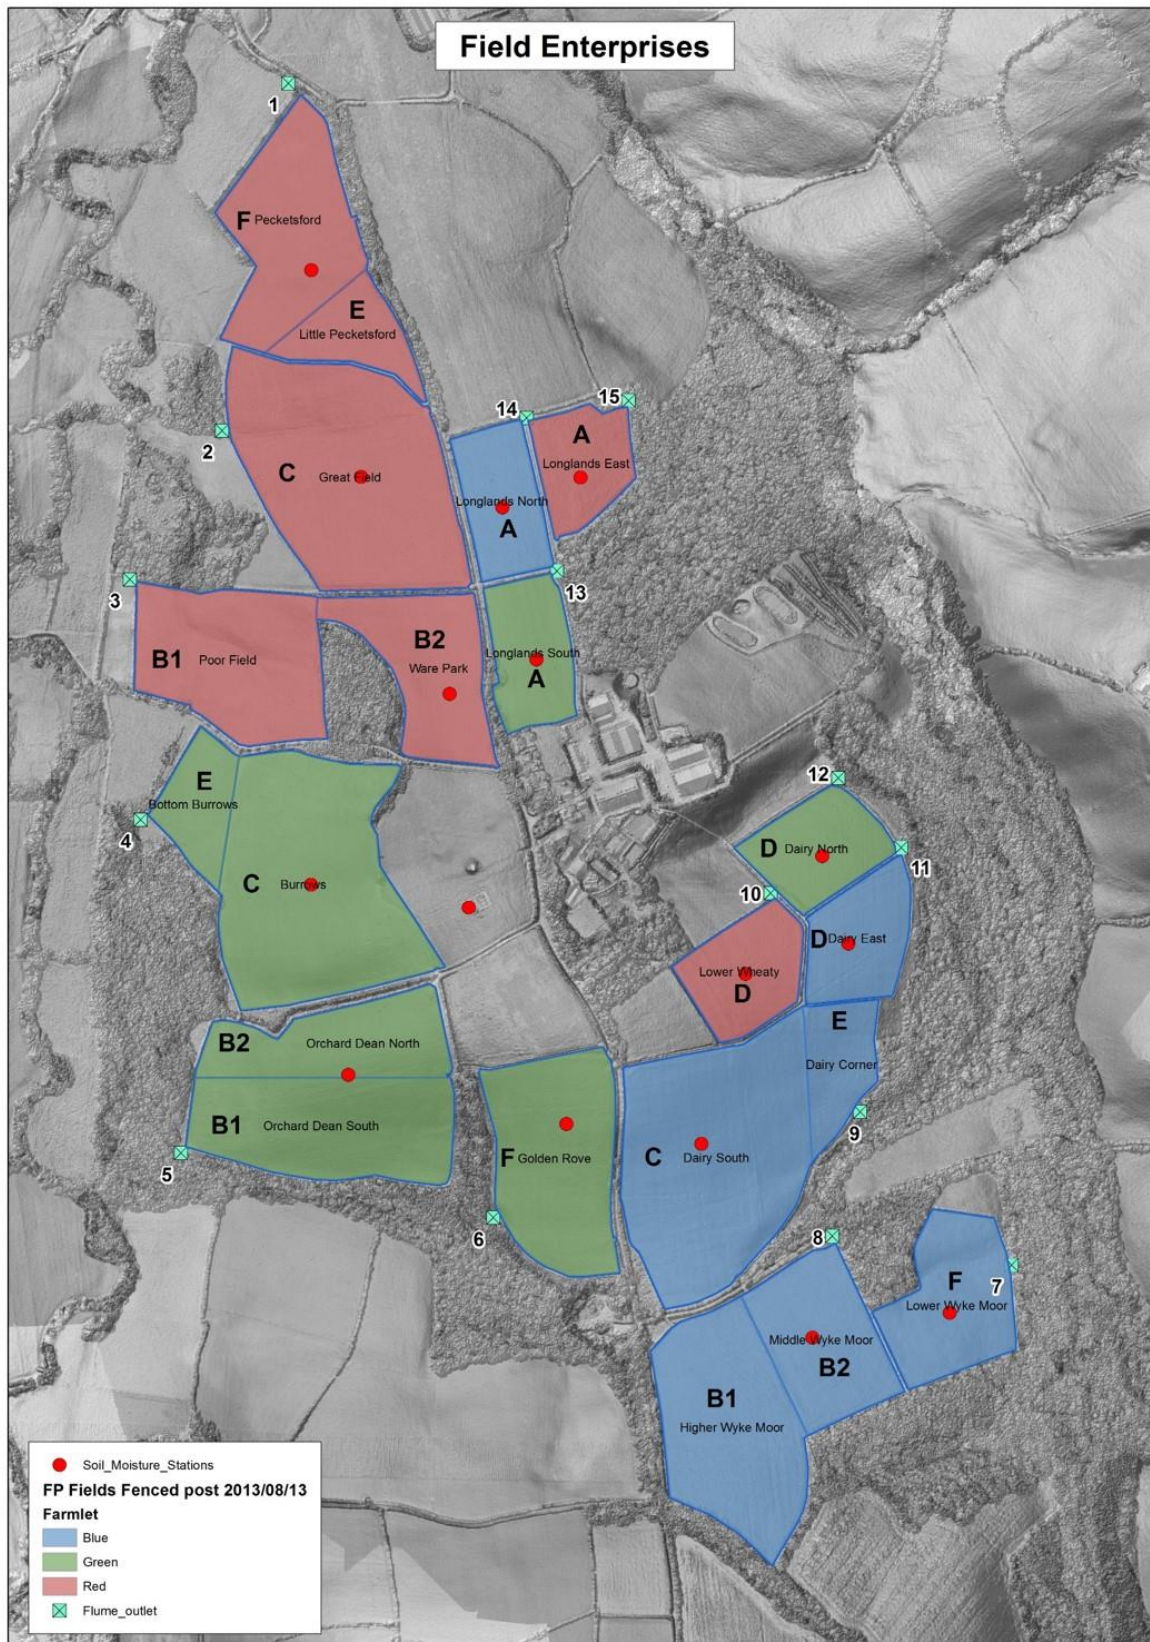 Field Enterprises
1
F Pecketsford
E
Little Pecketsford
14
15
2
A
Longlands East
C Great Field
Longlands North
A
13
3
B2
Longlands South
B1 Poor Field
Ware Park
A
E
Bottom Burrows
12
4
D Dairy North
11
C Burrows
10
D Dairy East
Lower Wheaty
D
E
B2 Orchard Dean North
Dairy Corner
B1 Orchard Dean South
9
5
F Golden Rove
C Dairy South
6
8
F
7
Lower Wyke Moor
Middle Wyke Moor
B2
B1
Higher Wyke Moor
Soil_Moisture_Stations
FP Fields Fenced post 2013/08/13
Farmlet
Blue
Green
Red
Flume_outlet